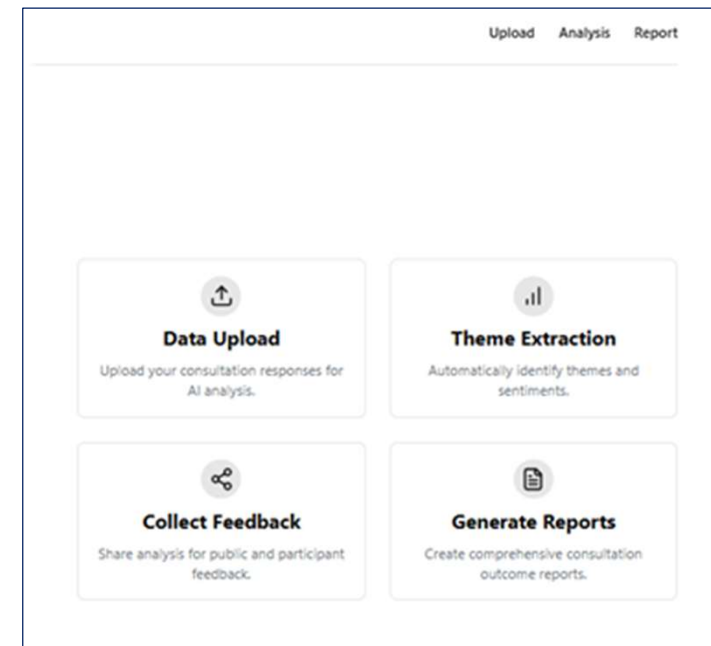 Upload Analysis Report
Data Upload
Upload your consultation responses for
AI analysis.
Theme Extraction
Automatically identify themes and
sentiments.
Collect Feedback
Share analysis for public and participant
feedback.
Generate Reports
Create comprehensive consultation
outcome reports.